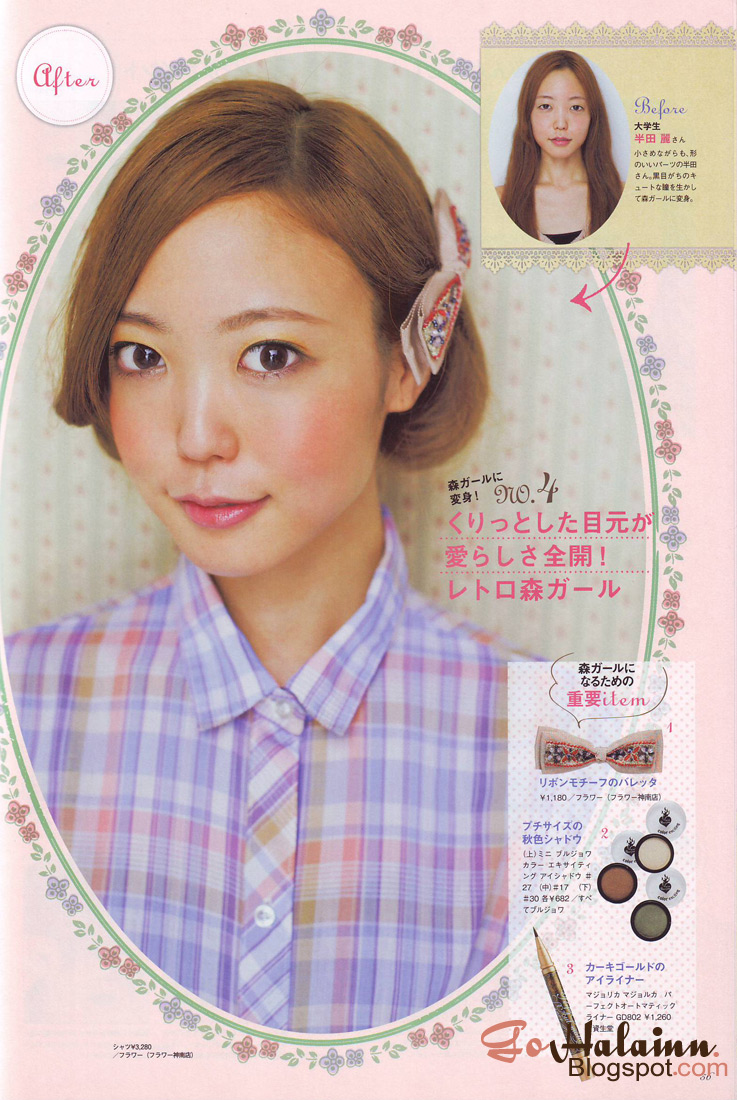 After
Before
大学生
半田 麗さん
小さめながらも、形
のいいパーツの半田
さん。黒目がちのキ
ュートな瞳を生かし
て森ガールに変身。
森ガールに
変身！
no.4
くりっとした目元が
愛らしさ全開！
レトロ森ガール
森ガールに
なるための
重要item
1
リボンモチーフのバレッタ
￥1,180／フラワー（フラワー神南店）
プチサイズの
秋色シャドウ
2
（上）ミニ ブルジョワ
カラー エキサイティ
ング アイシャドウ ＃
27 （中）＃17 （下）
＃30 各￥682／すべ
てブルジョワ
3
カーキゴールドの
アイライナー
マジョリカ マジョルカ パ
ーフェクトオートマティック
ライナー GD802 ￥1,260
資生堂
シャツ￥3,280
／フラワー（フラワー神南店）
Go Halainn.
Blogspot.com
56